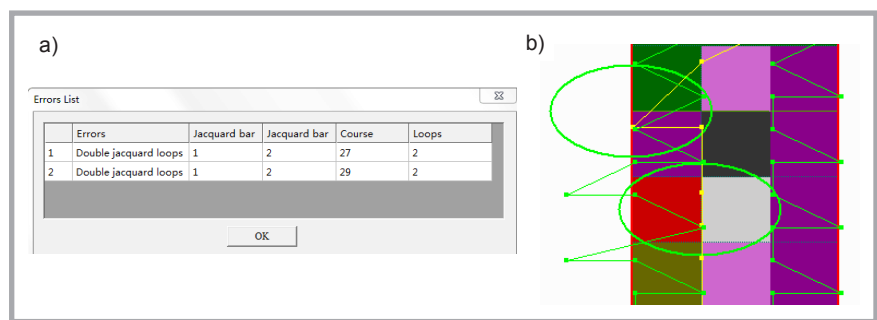 a)
b)
Errors List
Errors Jacquard bar Jacquard bar Course Loops
1 Double jacquard loops 1 2 27 2
2 Double jacquard loops 1 2 29 2
OK